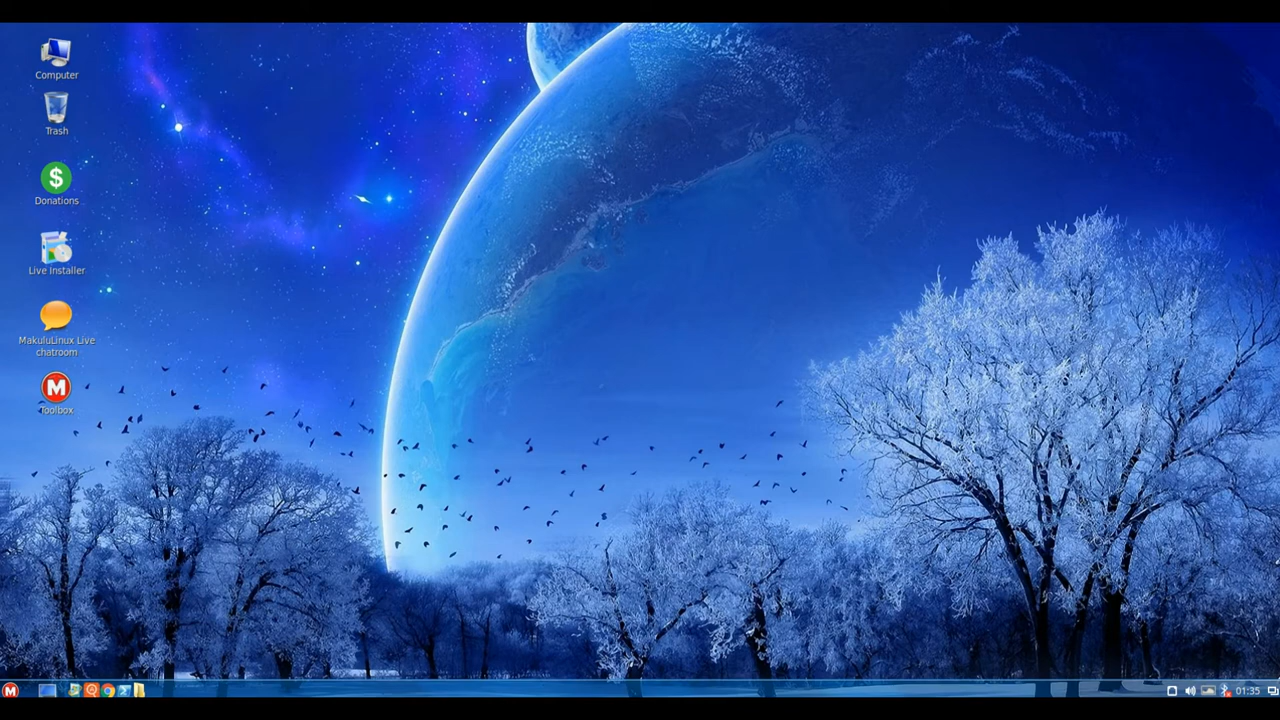 Computer
Trash
$
Donations
Live Installer
MakuluLinux Live
chatroom
M
Toolbox
M
01:35